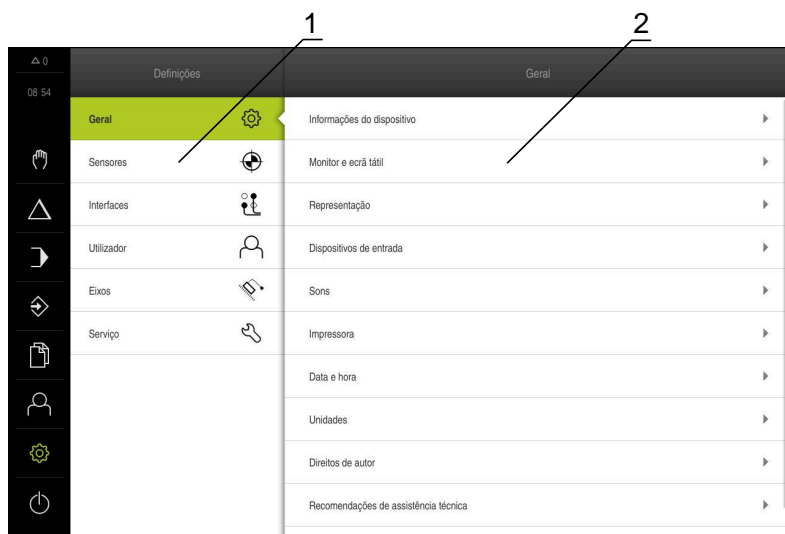 1
2
0
08 54
Definições
Geral
Geral
Sensores
Interfaces
Utilizador
Eixos
Serviço
Informações do dispositivo
Monitor e ecrã tátil
Representação
Dispositivos de entrada
Sons
Impressora
Data e hora
Unidades
Direitos de autor
Recomendações de assistência técnica